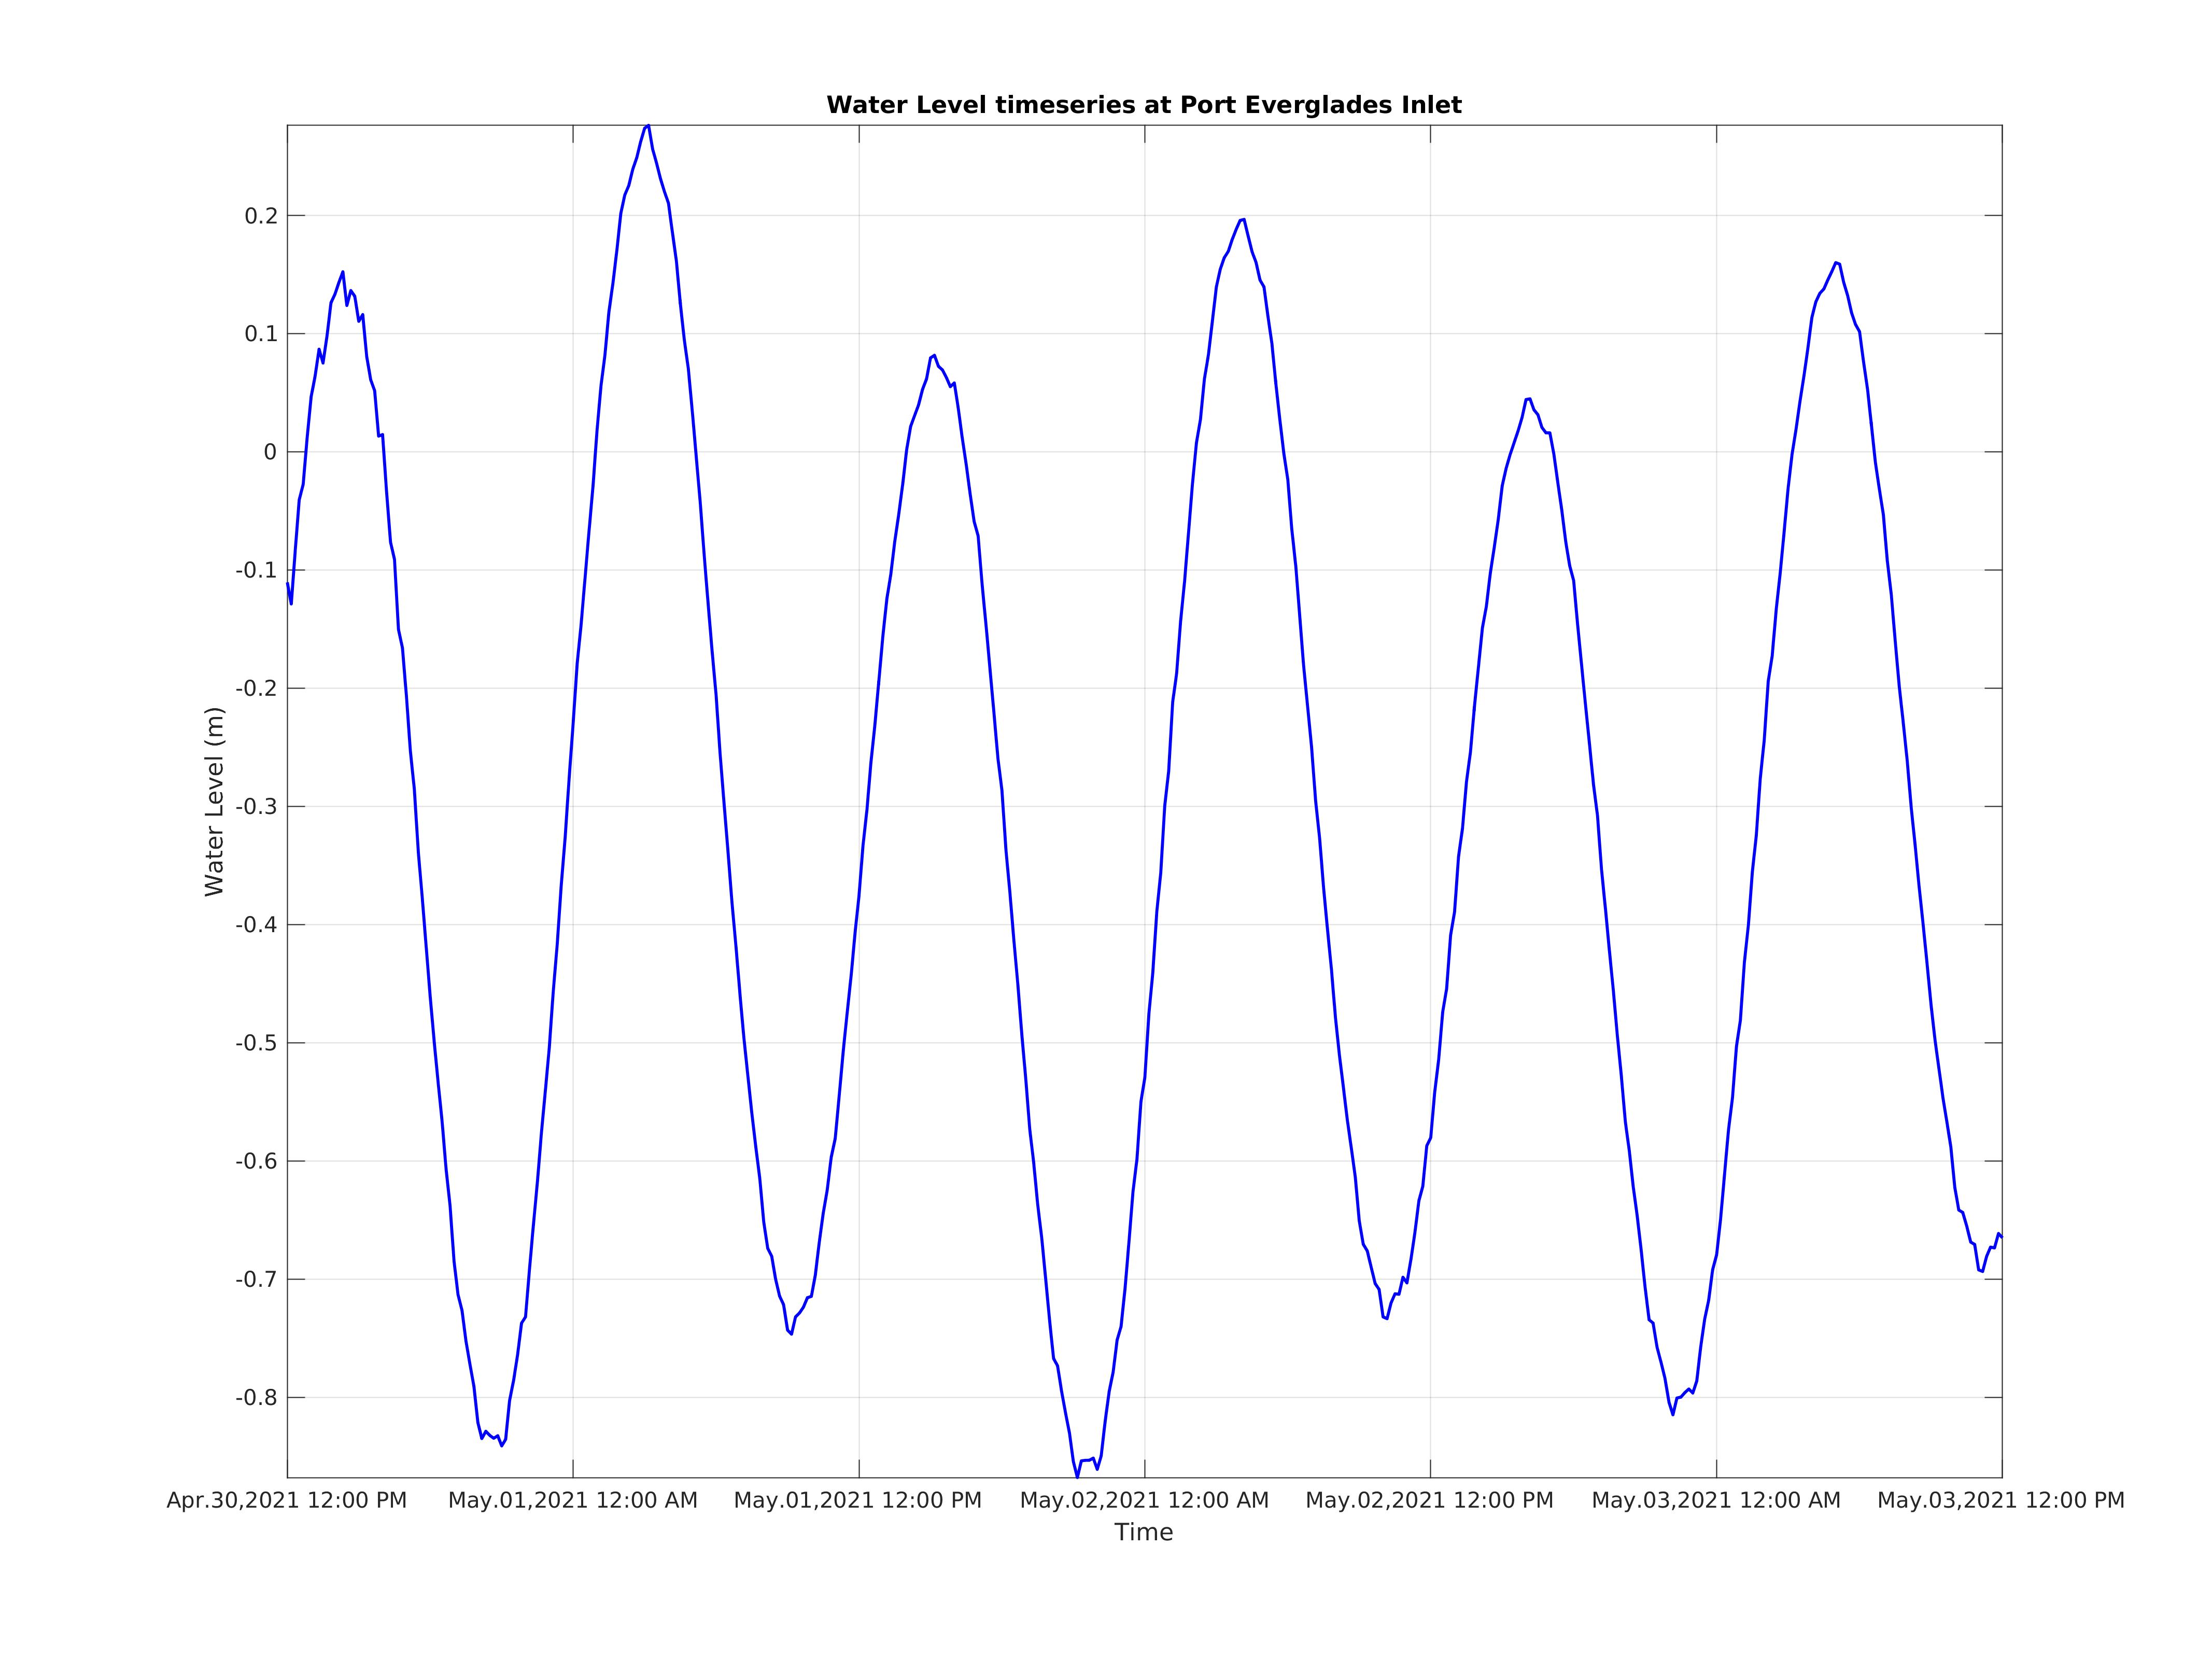 Water Level timeseries at Port Everglades Inlet
0.2
0.1
0
-0.1
-0.2
-0.3
-0.4
-0.5
-0.6
-0.7
-0.8
Water Level (m)
Apr.30,2021 12:00 PM May.01,2021 12:00 AM May.01,2021 12:00 PM May.02,2021 12:00 AM May.02,2021 12:00 PM May.03,2021 12:00 AM May.03,2021 12:00 PM
Time